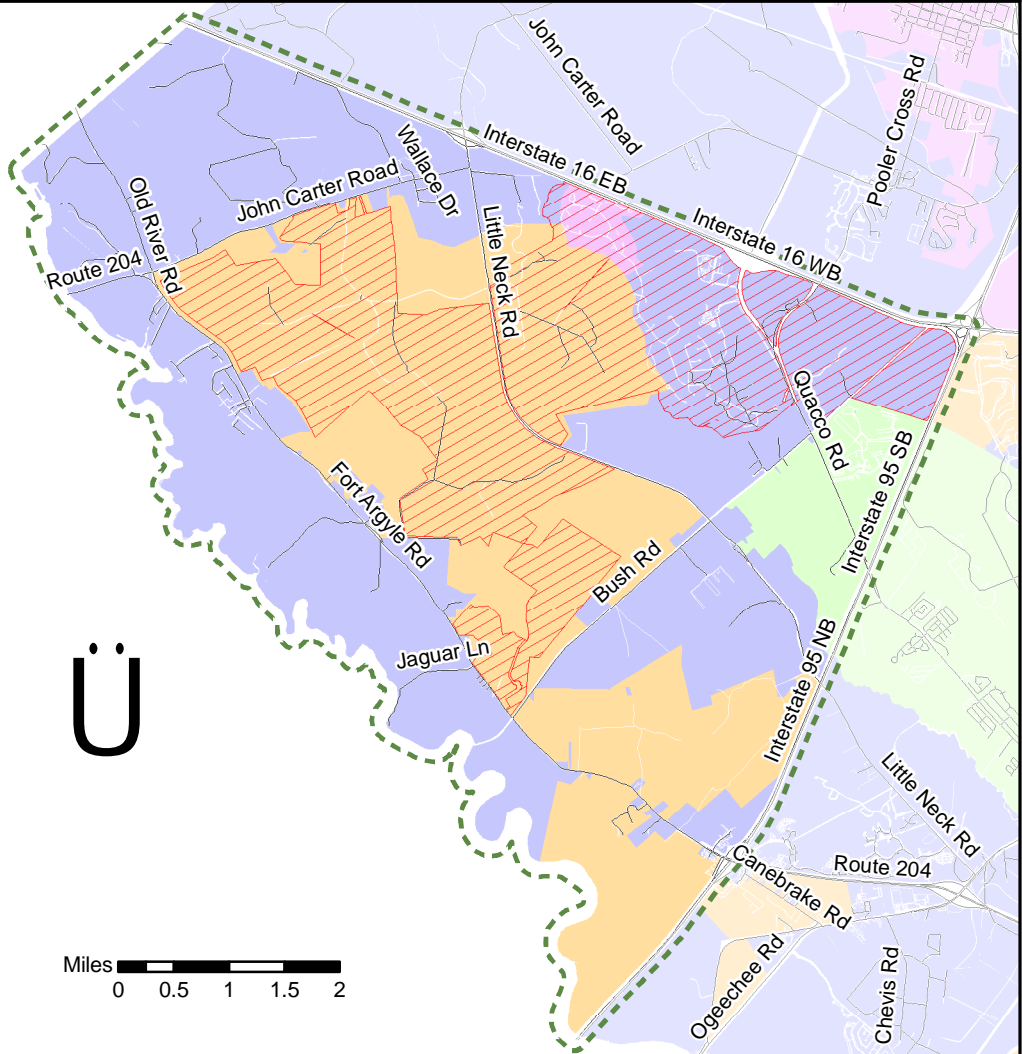 John Carter Road
Pooler Cross Rd
Interstate 16 EB
Wallace Dr
John Carter Road
Old River Rd
Route 204
Little Neck Rd
Interstate 16 WB
Quacco Rd
Interstate 95 SB
Fort Argyle Rd
Bush Rd
Jaguar Ln
Interstate 95 NB
Ü
Little Neck Rd
Route 204
Canebrake Rd
Ogeechee Rd
Chevis Rd
Miles
0 0.5 1 1.5 2